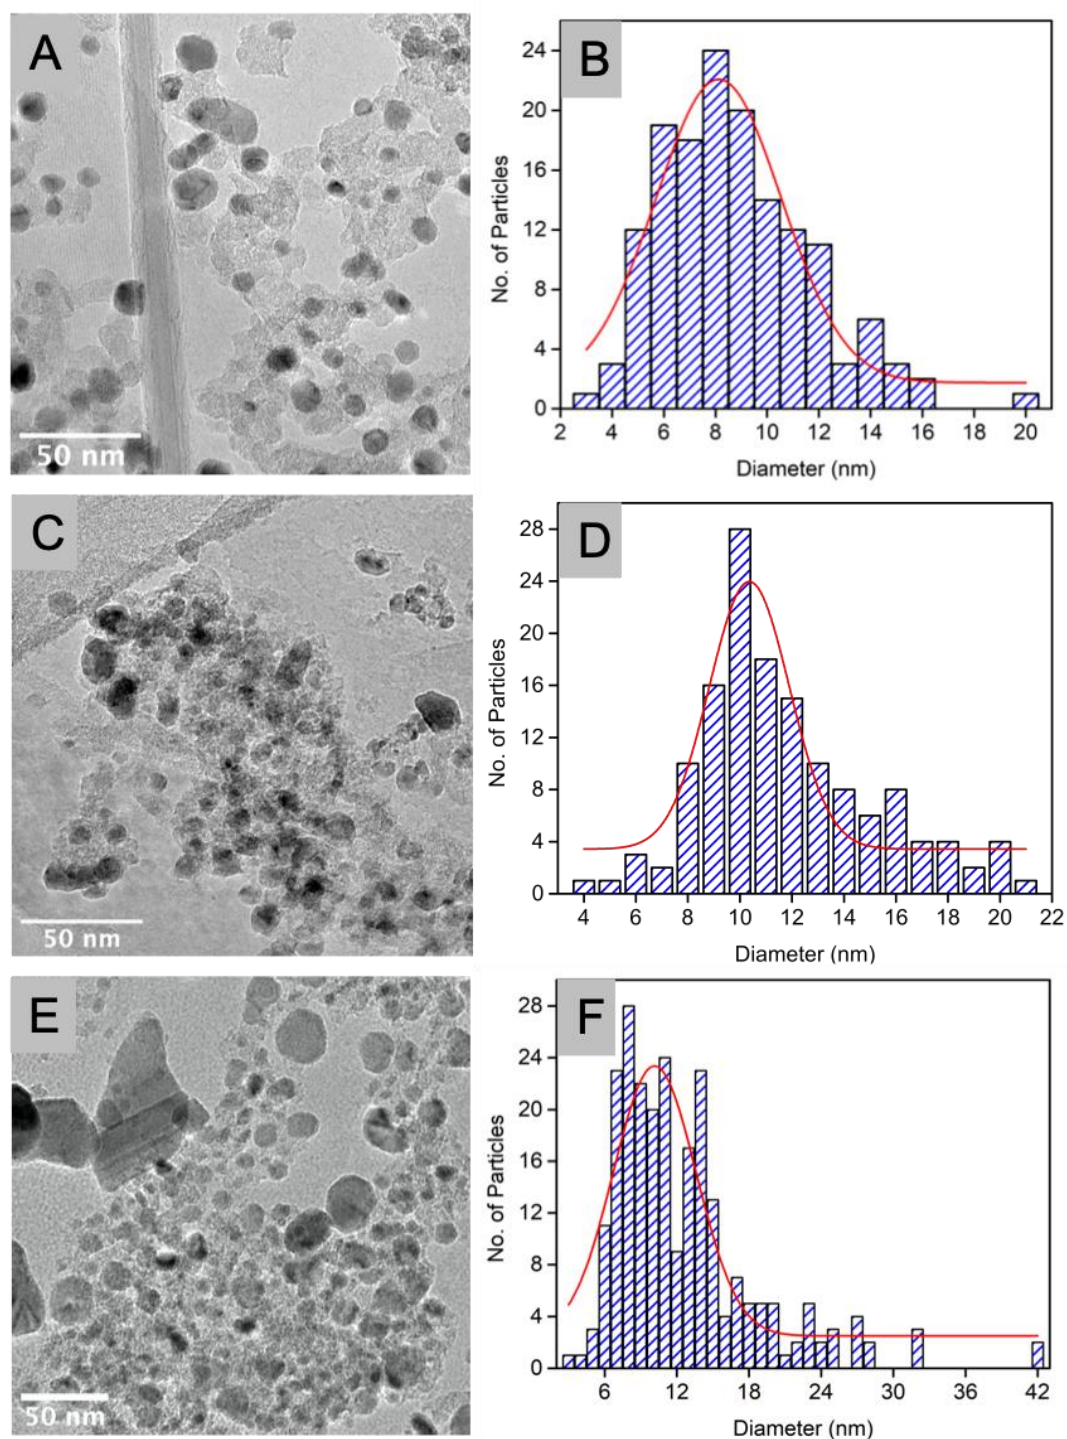 A
50 nm
B
No. of Particles
24
20
16
12
8
4
0
2 4 6 8 10 12 14 16 18 20
Diameter (nm)
C
50 nm
D
No. of Particles
28
24
20
16
12
8
4
0
4 6 8 10 12 14 16 18 20 22
Diameter (nm)
E
50 nm
F
No. of Particles
28
24
20
16
12
8
4
0
6 12 18 24 30 36 42
Diameter (nm)